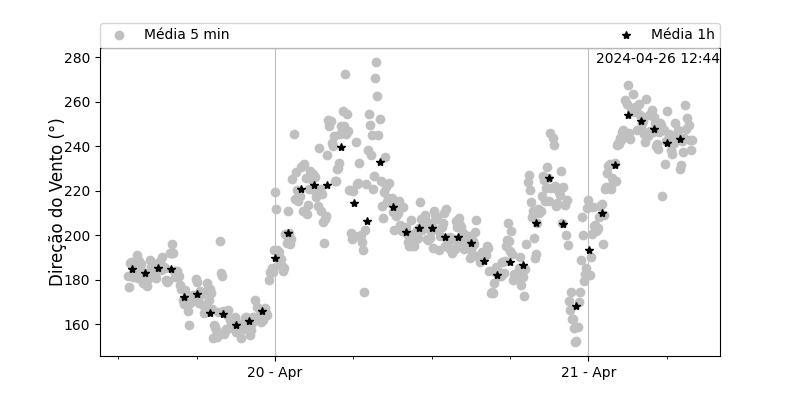 Média 5 min
Média 1h
2024-04-26 12:44
Direção do Vento (°)
280
260
240
220
200
180
160
20 - Apr
21 - Apr